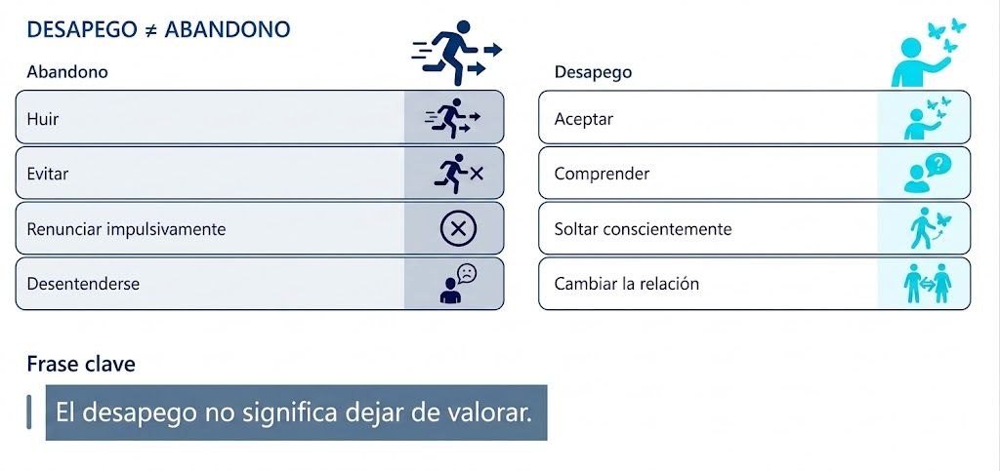 DESAPEGO ≠ ABANDONO
Abandono
Huir
Evitar
Renunciar impulsivamente
Desentenderse
Desapego
Aceptar
Comprender
?
Soltar conscientemente
Cambiar la relación
Frase clave
El desapego no significa dejar de valorar.